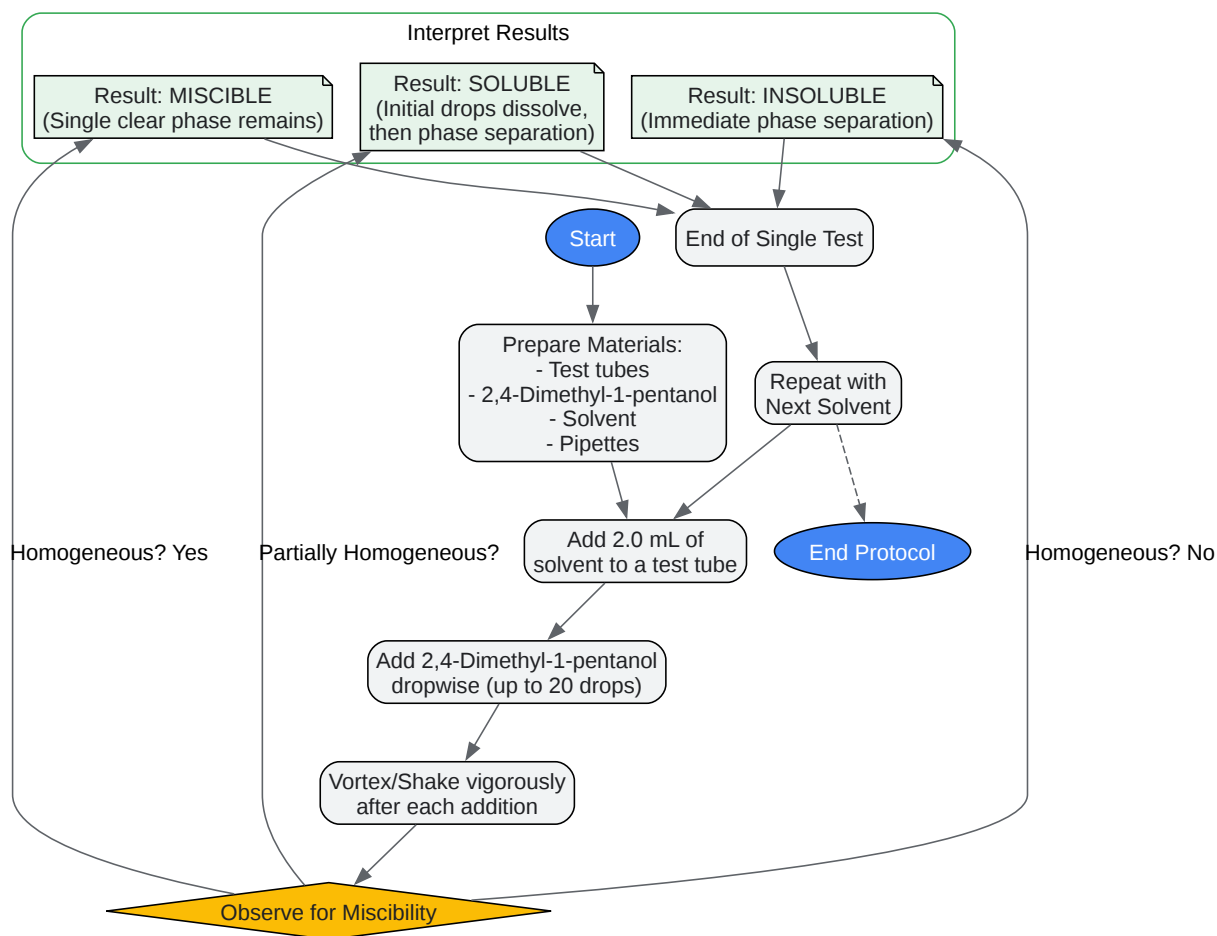 Interpret Results
Result: MISCIBLE
(Single clear phase remains)
Result: SOLUBLE
(Initial drops dissolve,
then phase separation)
Result: INSOLUBLE
(Immediate phase separation)
Start
End of Single Test
Prepare Materials:
- Test tubes
- 2,4-Dimethyl-1-pentanol
- Solvent
- Pipettes
Repeat with
Next Solvent
Homogeneous? Yes
Partially Homogeneous?
Add 2.0 mL of
solvent to a test tube
End Protocol
Homogeneous? No
Add 2,4-Dimethyl-1-pentanol
dropwise (up to 20 drops)
Vortex/Shake vigorously
after each addition
Observe for Miscibility